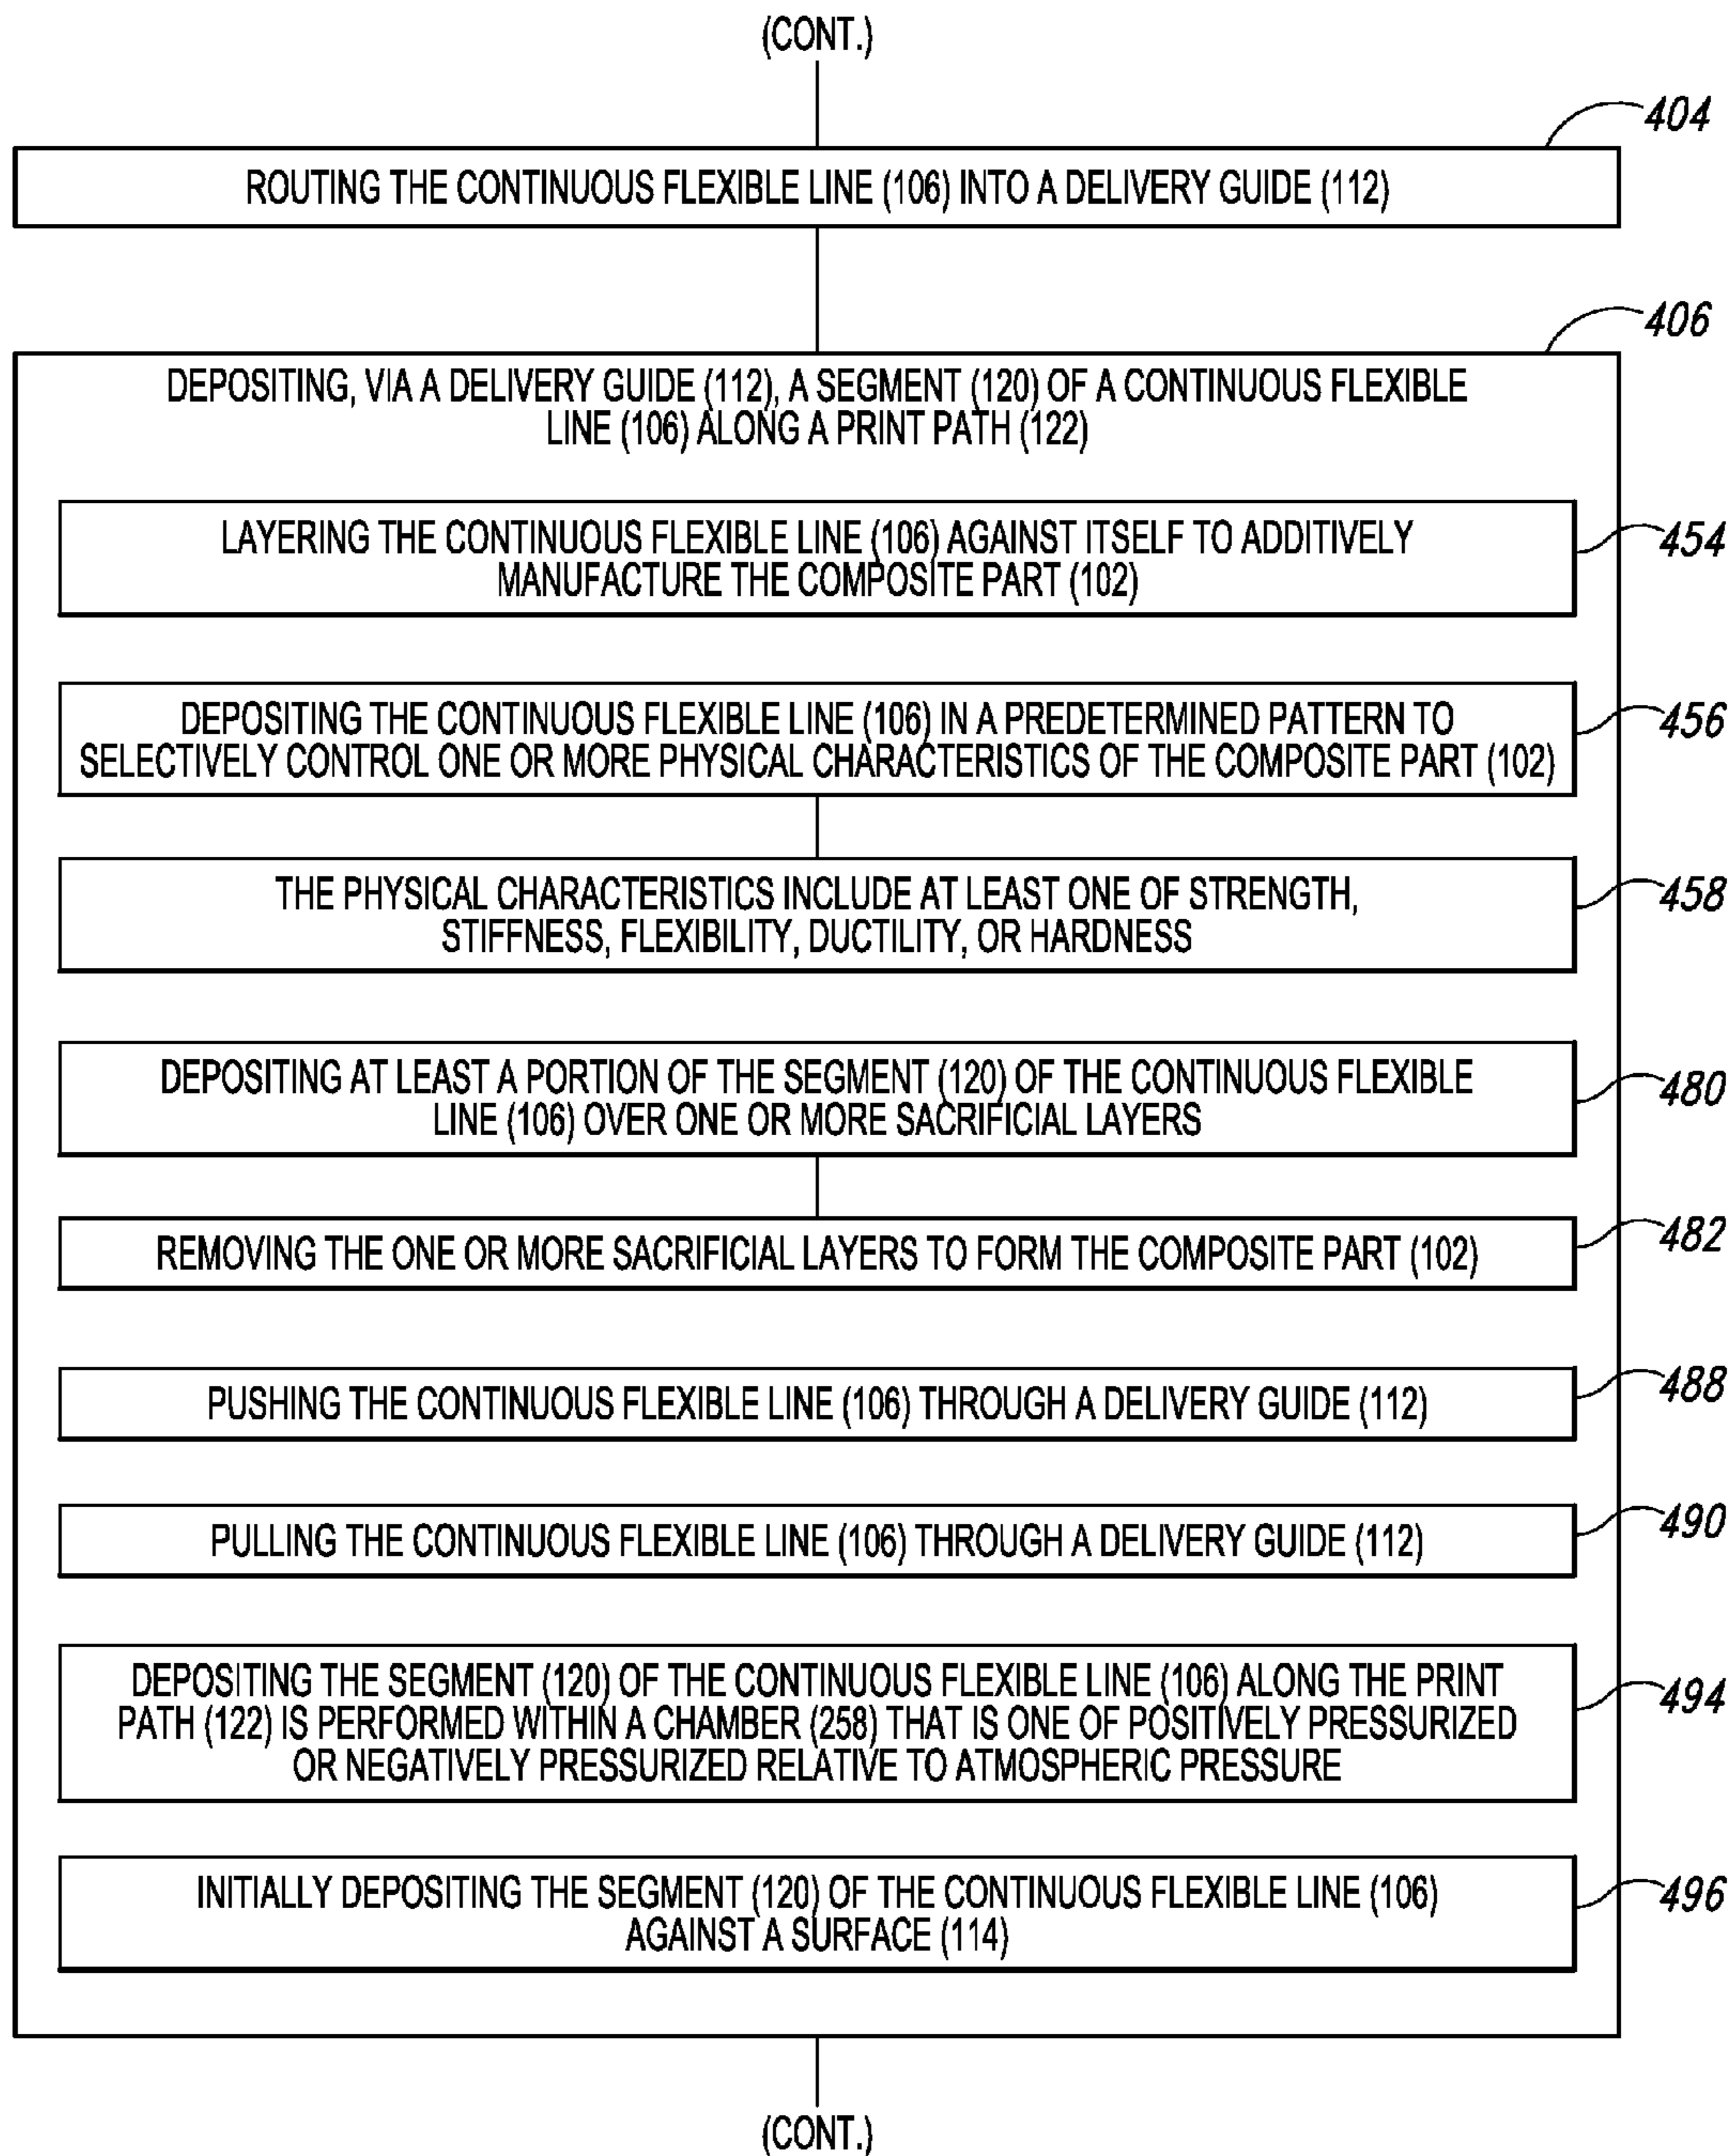 (CONT.)
404
ROUTING THE CONTINUOUS FLEXIBLE LINE (106) INTO A DELIVERY GUIDE (112)
406
DEPOSITING, VIA A DELIVERY GUIDE (112), A SEGMENT (120) OF A CONTINUOUS FLEXIBLE
LINE (106) ALONG A PRINT PATH (122)
LAYERING THE CONTINUOUS FLEXIBLE LINE (106) AGAINST ITSELF TO ADDITIVELY
MANUFACTURE THE COMPOSITE PART (102)
454
DEPOSITING THE CONTINUOUS FLEXIBLE LINE (106) IN A PREDETERMINED PATTERN TO
SELECTIVELY CONTROL ONE OR MORE PHYSICAL CHARACTERISTICS OF THE COMPOSITE PART (102)
456
THE PHYSICAL CHARACTERISTICS INCLUDE AT LEAST ONE OF STRENGTH,
STIFFNESS, FLEXIBILITY, DUCTILITY, OR HARDNESS
458
DEPOSITING AT LEAST A PORTION OF THE SEGMENT (120) OF THE CONTINUOUS FLEXIBLE
LINE (106) OVER ONE OR MORE SACRIFICIAL LAYERS
480
REMOVING THE ONE OR MORE SACRIFICIAL LAYERS TO FORM THE COMPOSITE PART (102)
482
PUSHING THE CONTINUOUS FLEXIBLE LINE (106) THROUGH A DELIVERY GUIDE (112)
488
PULLING THE CONTINUOUS FLEXIBLE LINE (106) THROUGH A DELIVERY GUIDE (112)
490
DEPOSITING THE SEGMENT (120) OF THE CONTINUOUS FLEXIBLE LINE (106) ALONG THE PRINT
PATH (122) IS PERFORMED WITHIN A CHAMBER (258) THAT IS ONE OF POSITIVELY PRESSURIZED
OR NEGATIVELY PRESSURIZED RELATIVE TO ATMOSPHERIC PRESSURE
494
INITIALLY DEPOSITING THE SEGMENT (120) OF THE CONTINUOUS FLEXIBLE LINE (106)
AGAINST A SURFACE (114)
496
(CONT.)